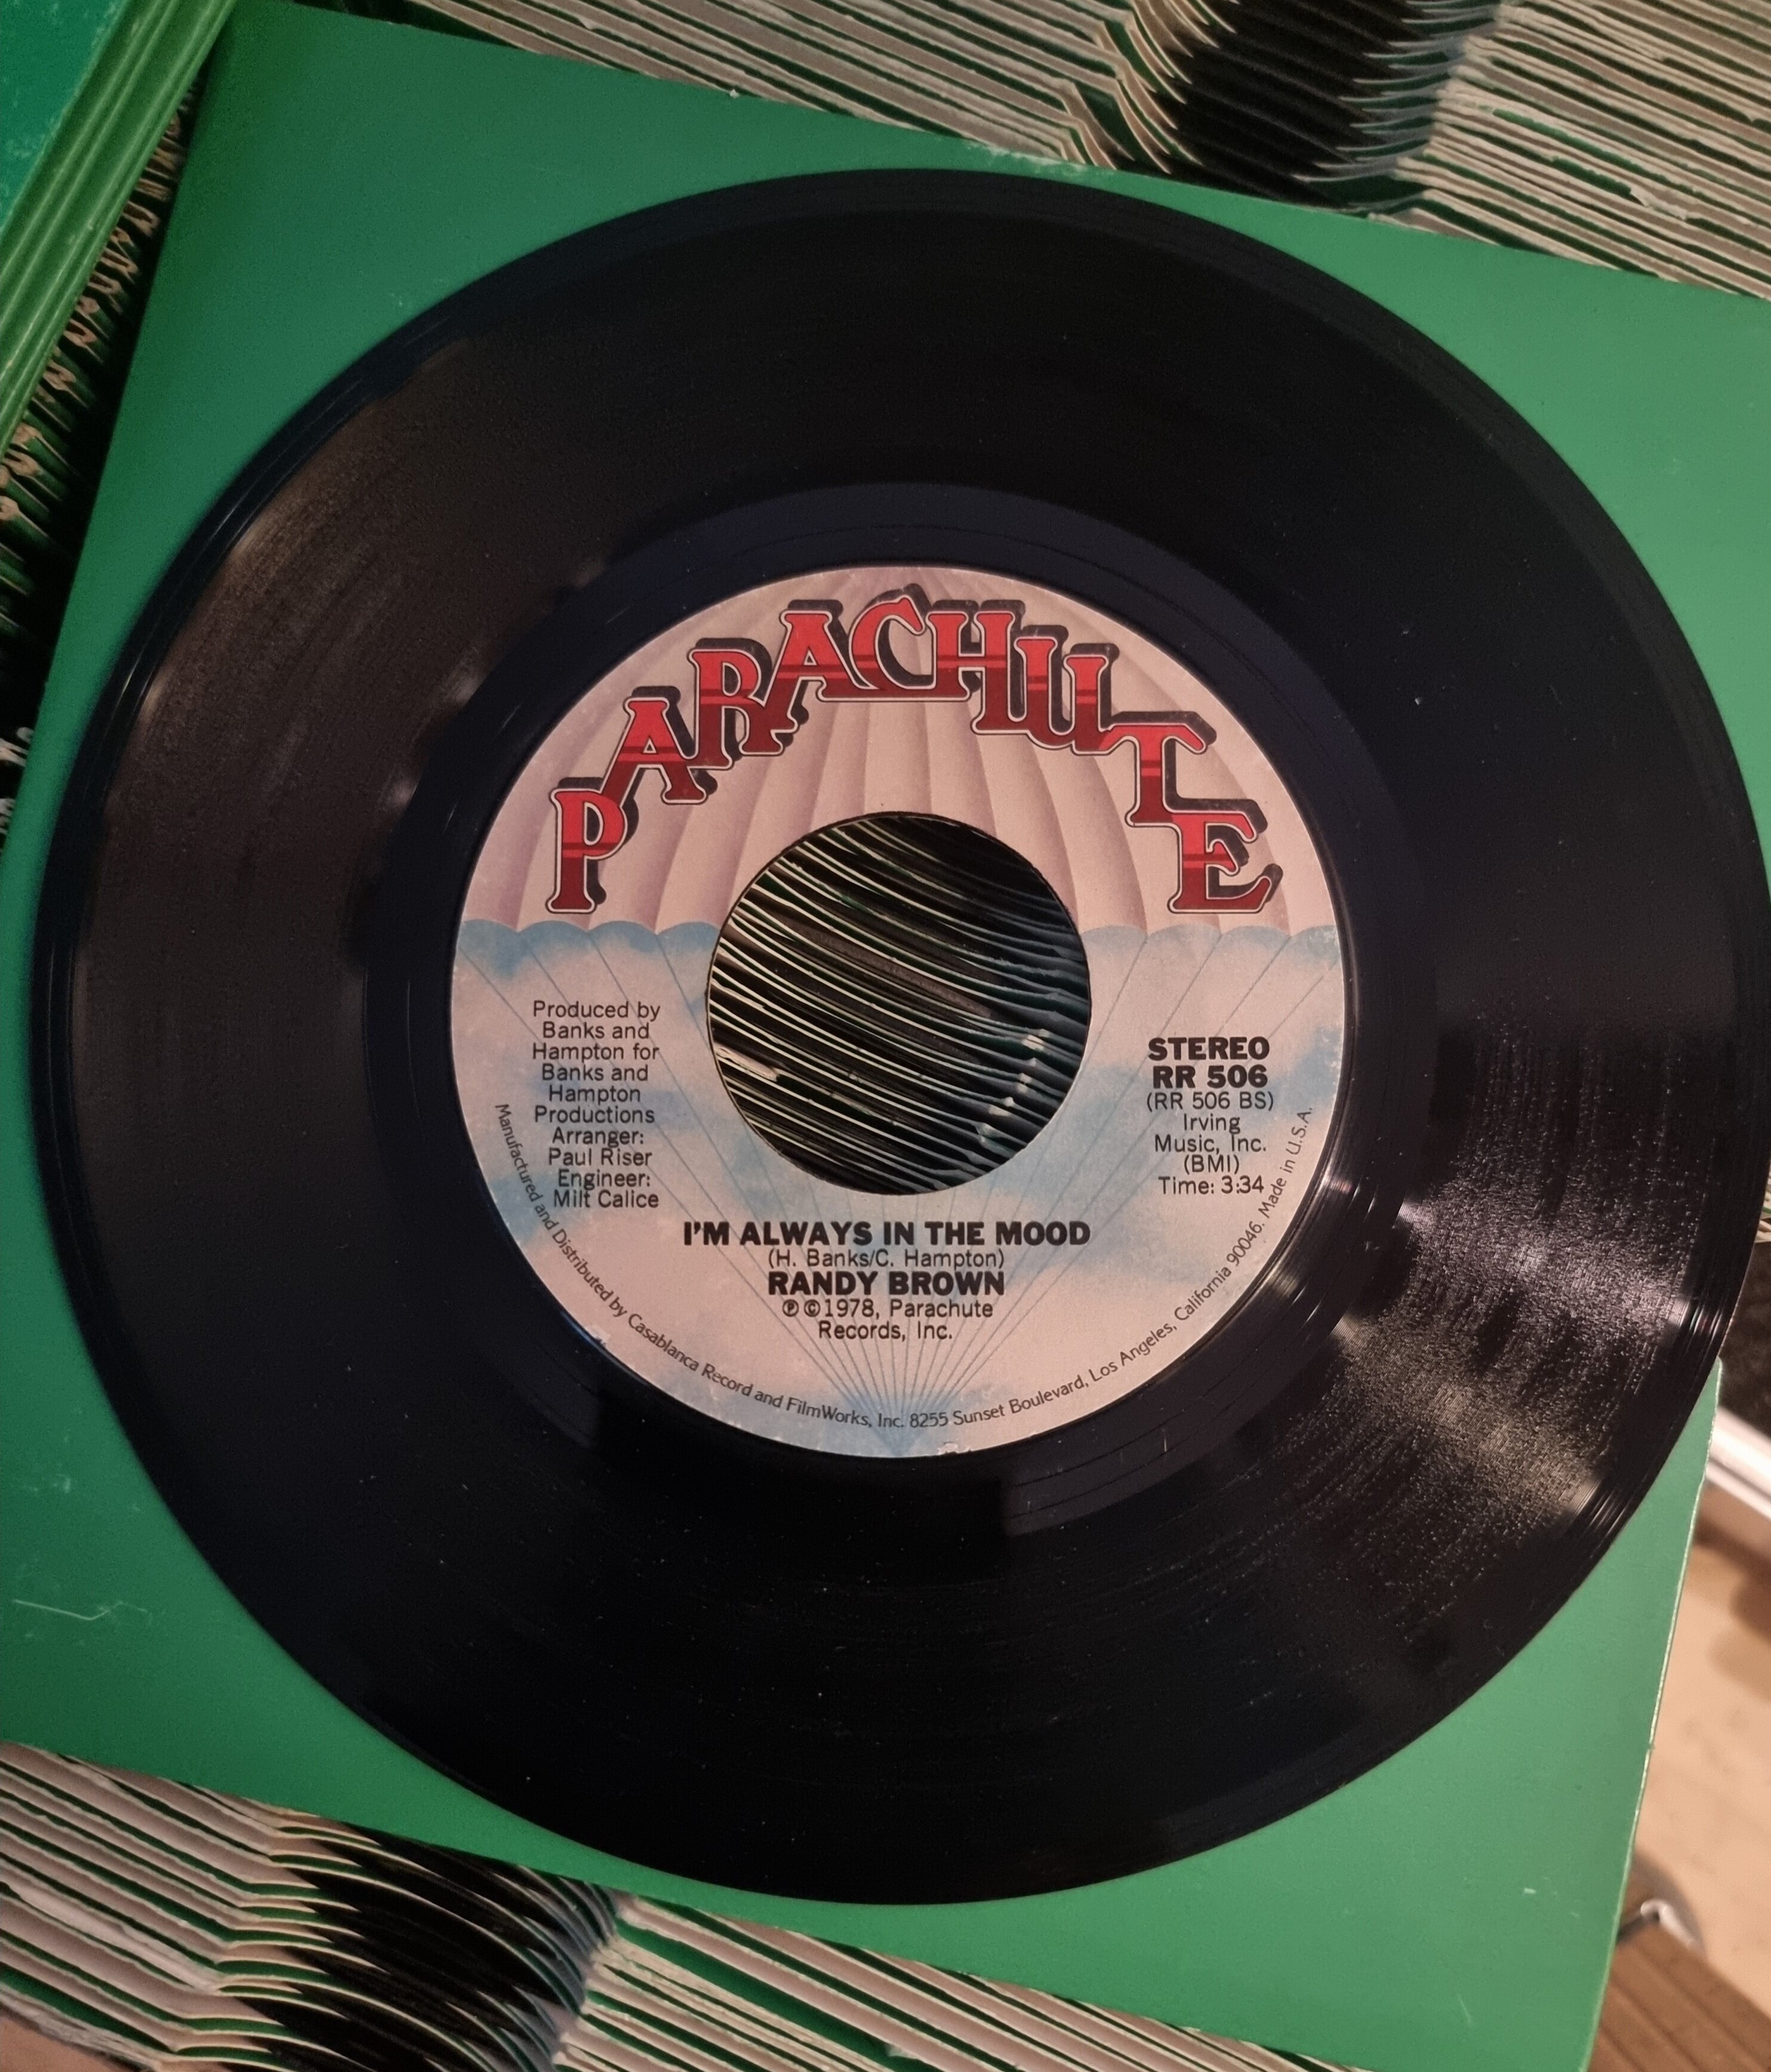 PARACHUTE
Produced by
Banks and
Hampton for
Banks and
Hampton
Productions
Arranger:
Paul Riser
Engineer:
Milt Calice
STEREO
RR 506
(RR 506 BS)
Irving
Music, Inc.
(BMI)
Time: 3:34
I'M ALWAYS IN THE MOOD
(H. Banks/C. Hampton)
RANDY BROWN
℗©1978, Parachute
Records, Inc.
Manufactured and Distributed by Casablanca Record and FilmWorks, Inc. 8255 Sunset Boulevard, Los Angeles, California 90046. Made in U.S.A.